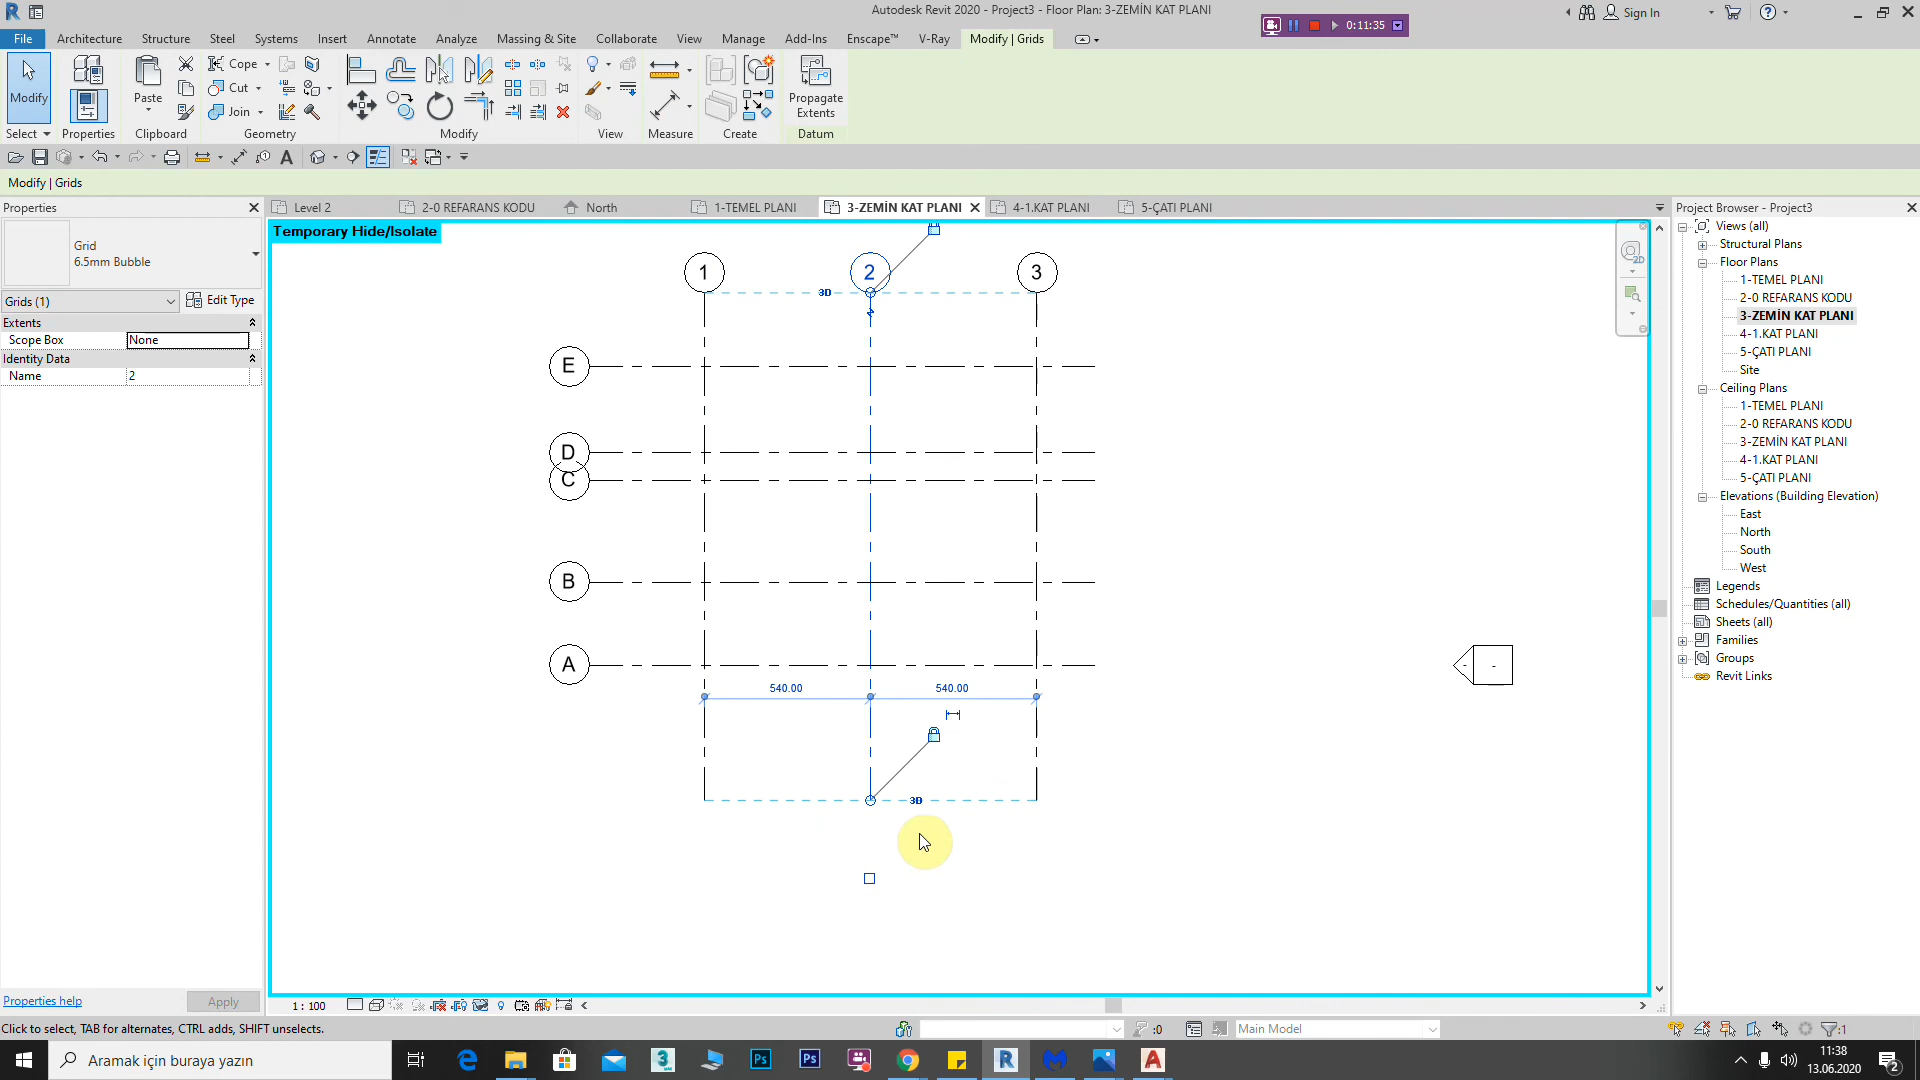 Autodesk Revit 2020 - Project3 - Floor Plan: 3-ZEMİN KAT PLANI
0:11:35
Sign In
File
Architecture
Structure
Steel
Systems
Insert
Annotate
Analyze
Massing & Site
Collaborate
View
Manage
Add-Ins
Enscape™
V-Ray
Modify | Grids
Modify
Paste
Cope
Cut
Join
Propagate
Extents
Select
Properties
Clipboard
Geometry
Modify
View
Measure
Create
Datum
Modify | Grids
Properties
Grid
6.5mm Bubble
Grids (1)
Edit Type
Extents
Scope Box
None
Identity Data
Name
2
Properties help
Apply
Level 2
2-0 REFARANS KODU
North
1-TEMEL PLANI
3-ZEMİN KAT PLANI
4-1.KAT PLANI
5-ÇATI PLANI
Temporary Hide/Isolate
1
2
3
3D
E
D
C
B
A
540.00
540.00
3D
2D
1 : 100
Project Browser - Project3
Views (all)
Structural Plans
Floor Plans
1-TEMEL PLANI
2-0 REFARANS KODU
3-ZEMİN KAT PLANI
4-1.KAT PLANI
5-ÇATI PLANI
Site
Ceiling Plans
1-TEMEL PLANI
2-0 REFARANS KODU
3-ZEMİN KAT PLANI
4-1.KAT PLANI
5-ÇATI PLANI
Elevations (Building Elevation)
East
North
South
West
Legends
Schedules/Quantities (all)
Sheets (all)
Families
Groups
Revit Links
Click to select, TAB for alternates, CTRL adds, SHIFT unselects.
:0
Main Model
:1
Aramak için buraya yazın
11:38
13.06.2020
2